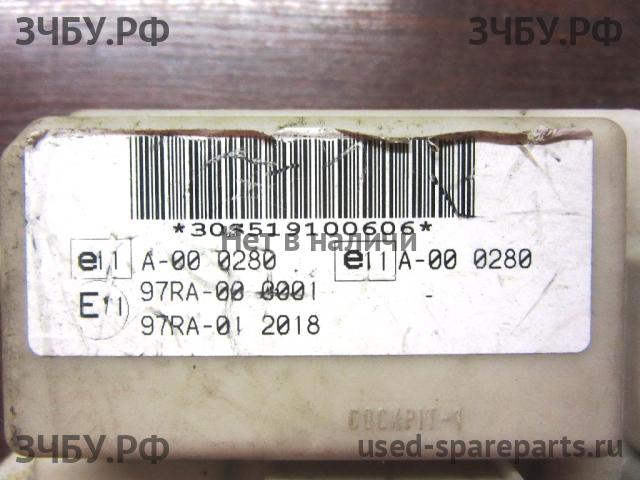 ЗЧБУ.РФ ЗЧБУ.РФ
*303519100606*
Нет в наличи
e11 A-00 0280 e11 A-00 0280
E11 97RA-00 0001
97RA-01 2018
COCKPIT-1
ЗЧБУ.РФ used-spareparts.ru